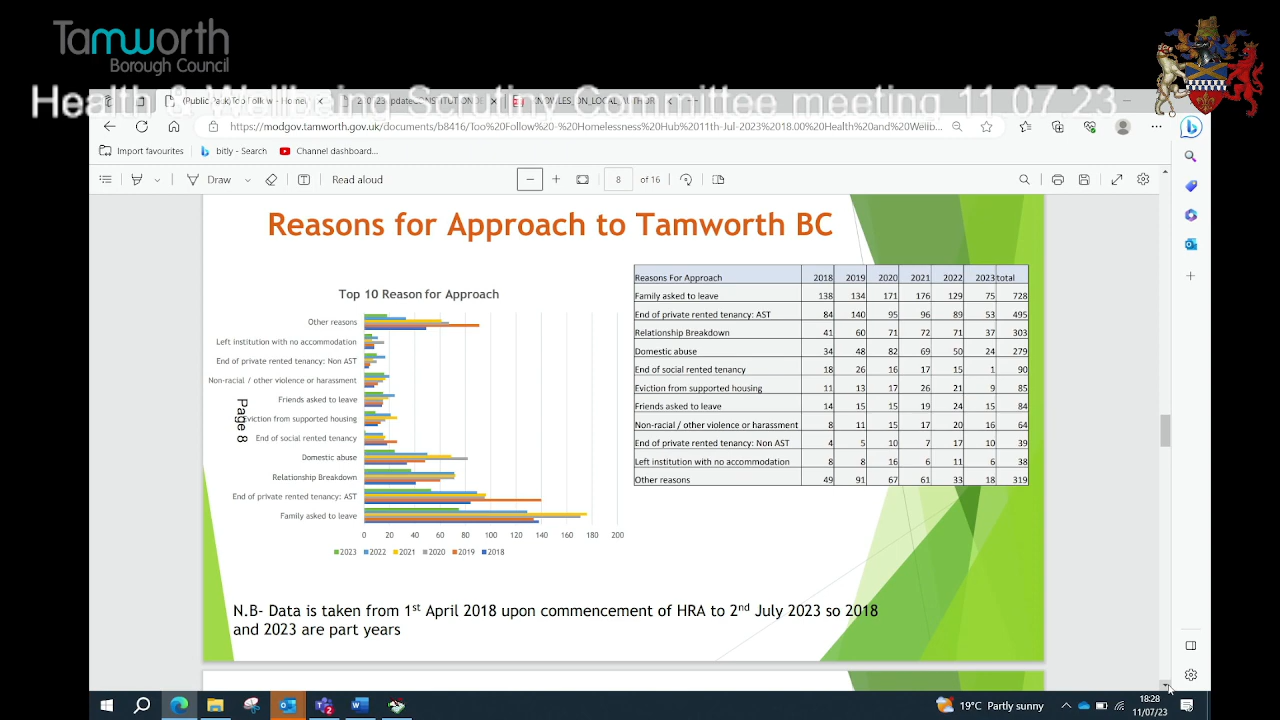 Tamworth
Borough Council
Health & Wellbeing Scrutiny Committee meeting 11.07.23
https://modgov.tamworth.gov.uk/documents/b8416/Too%20Follow%20-%20Homelessness%20Hub%2011th-Jul-2023%2018.00%20Health%20and%20Wellb...
Import favourites
bitly - Search
Channel dashboard...
Draw
Read aloud
8
of 16
Reasons for Approach to Tamworth BC
Top 10 Reason for Approach
Other reasons
Left institution with no accommodation
End of private rented tenancy: Non AST
Non-racial / other violence or harassment
Friends asked to leave
Eviction from supported housing
End of social rented tenancy
Domestic abuse
Relationship Breakdown
End of private rented tenancy: AST
Family asked to leave
0 20 40 60 80 100 120 140 160 180 200
2023 2022 2021 2020 2019 2018
Page 8
Reasons For Approach 2018 2019 2020 2021 2022 2023 total
Family asked to leave 138 134 171 176 129 75 728
End of private rented tenancy: AST 84 140 95 96 89 53 495
Relationship Breakdown 41 60 71 72 71 37 303
Domestic abuse 34 48 82 69 50 24 279
End of social rented tenancy 18 26 16 17 15 1 90
Eviction from supported housing 11 13 17 26 21 9 85
Friends asked to leave 14 15 15 19 24 15 84
Non-racial / other violence or harassment 8 11 15 17 20 16 64
End of private rented tenancy: Non AST 4 5 10 7 17 10 39
Left institution with no accommodation 8 8 16 6 11 6 38
Other reasons 49 91 67 61 33 18 319
N.B- Data is taken from 1st April 2018 upon commencement of HRA to 2nd July 2023 so 2018
and 2023 are part years
19°C Partly sunny
18:28
11/07/23